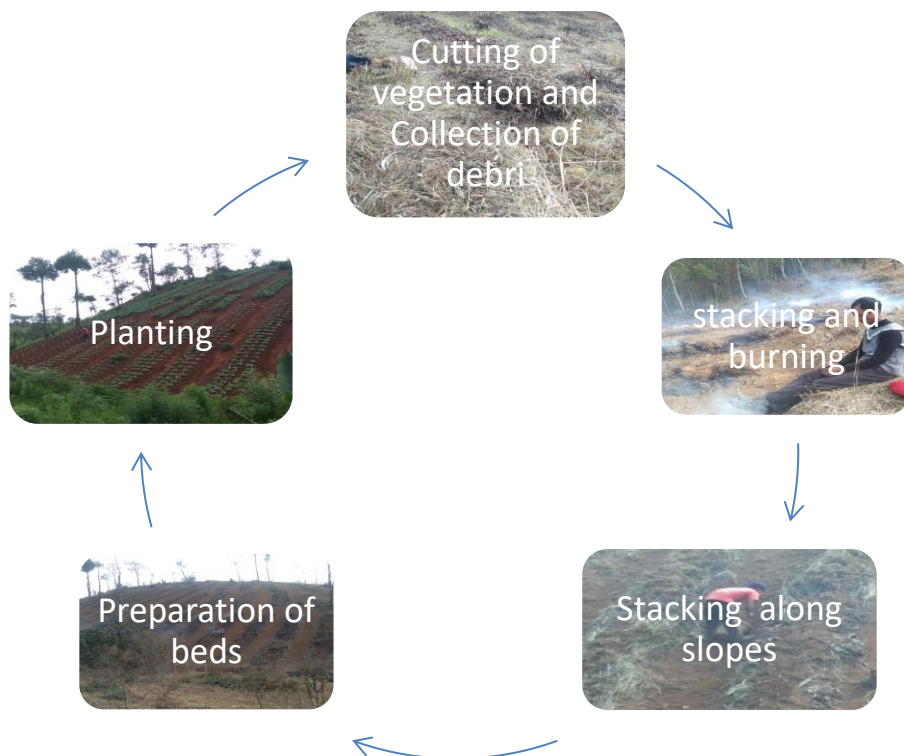 Cutting of
vegetation and
Collection of
debri
stacking and
burning
Stacking along
slopes
Preparation of
beds
Planting